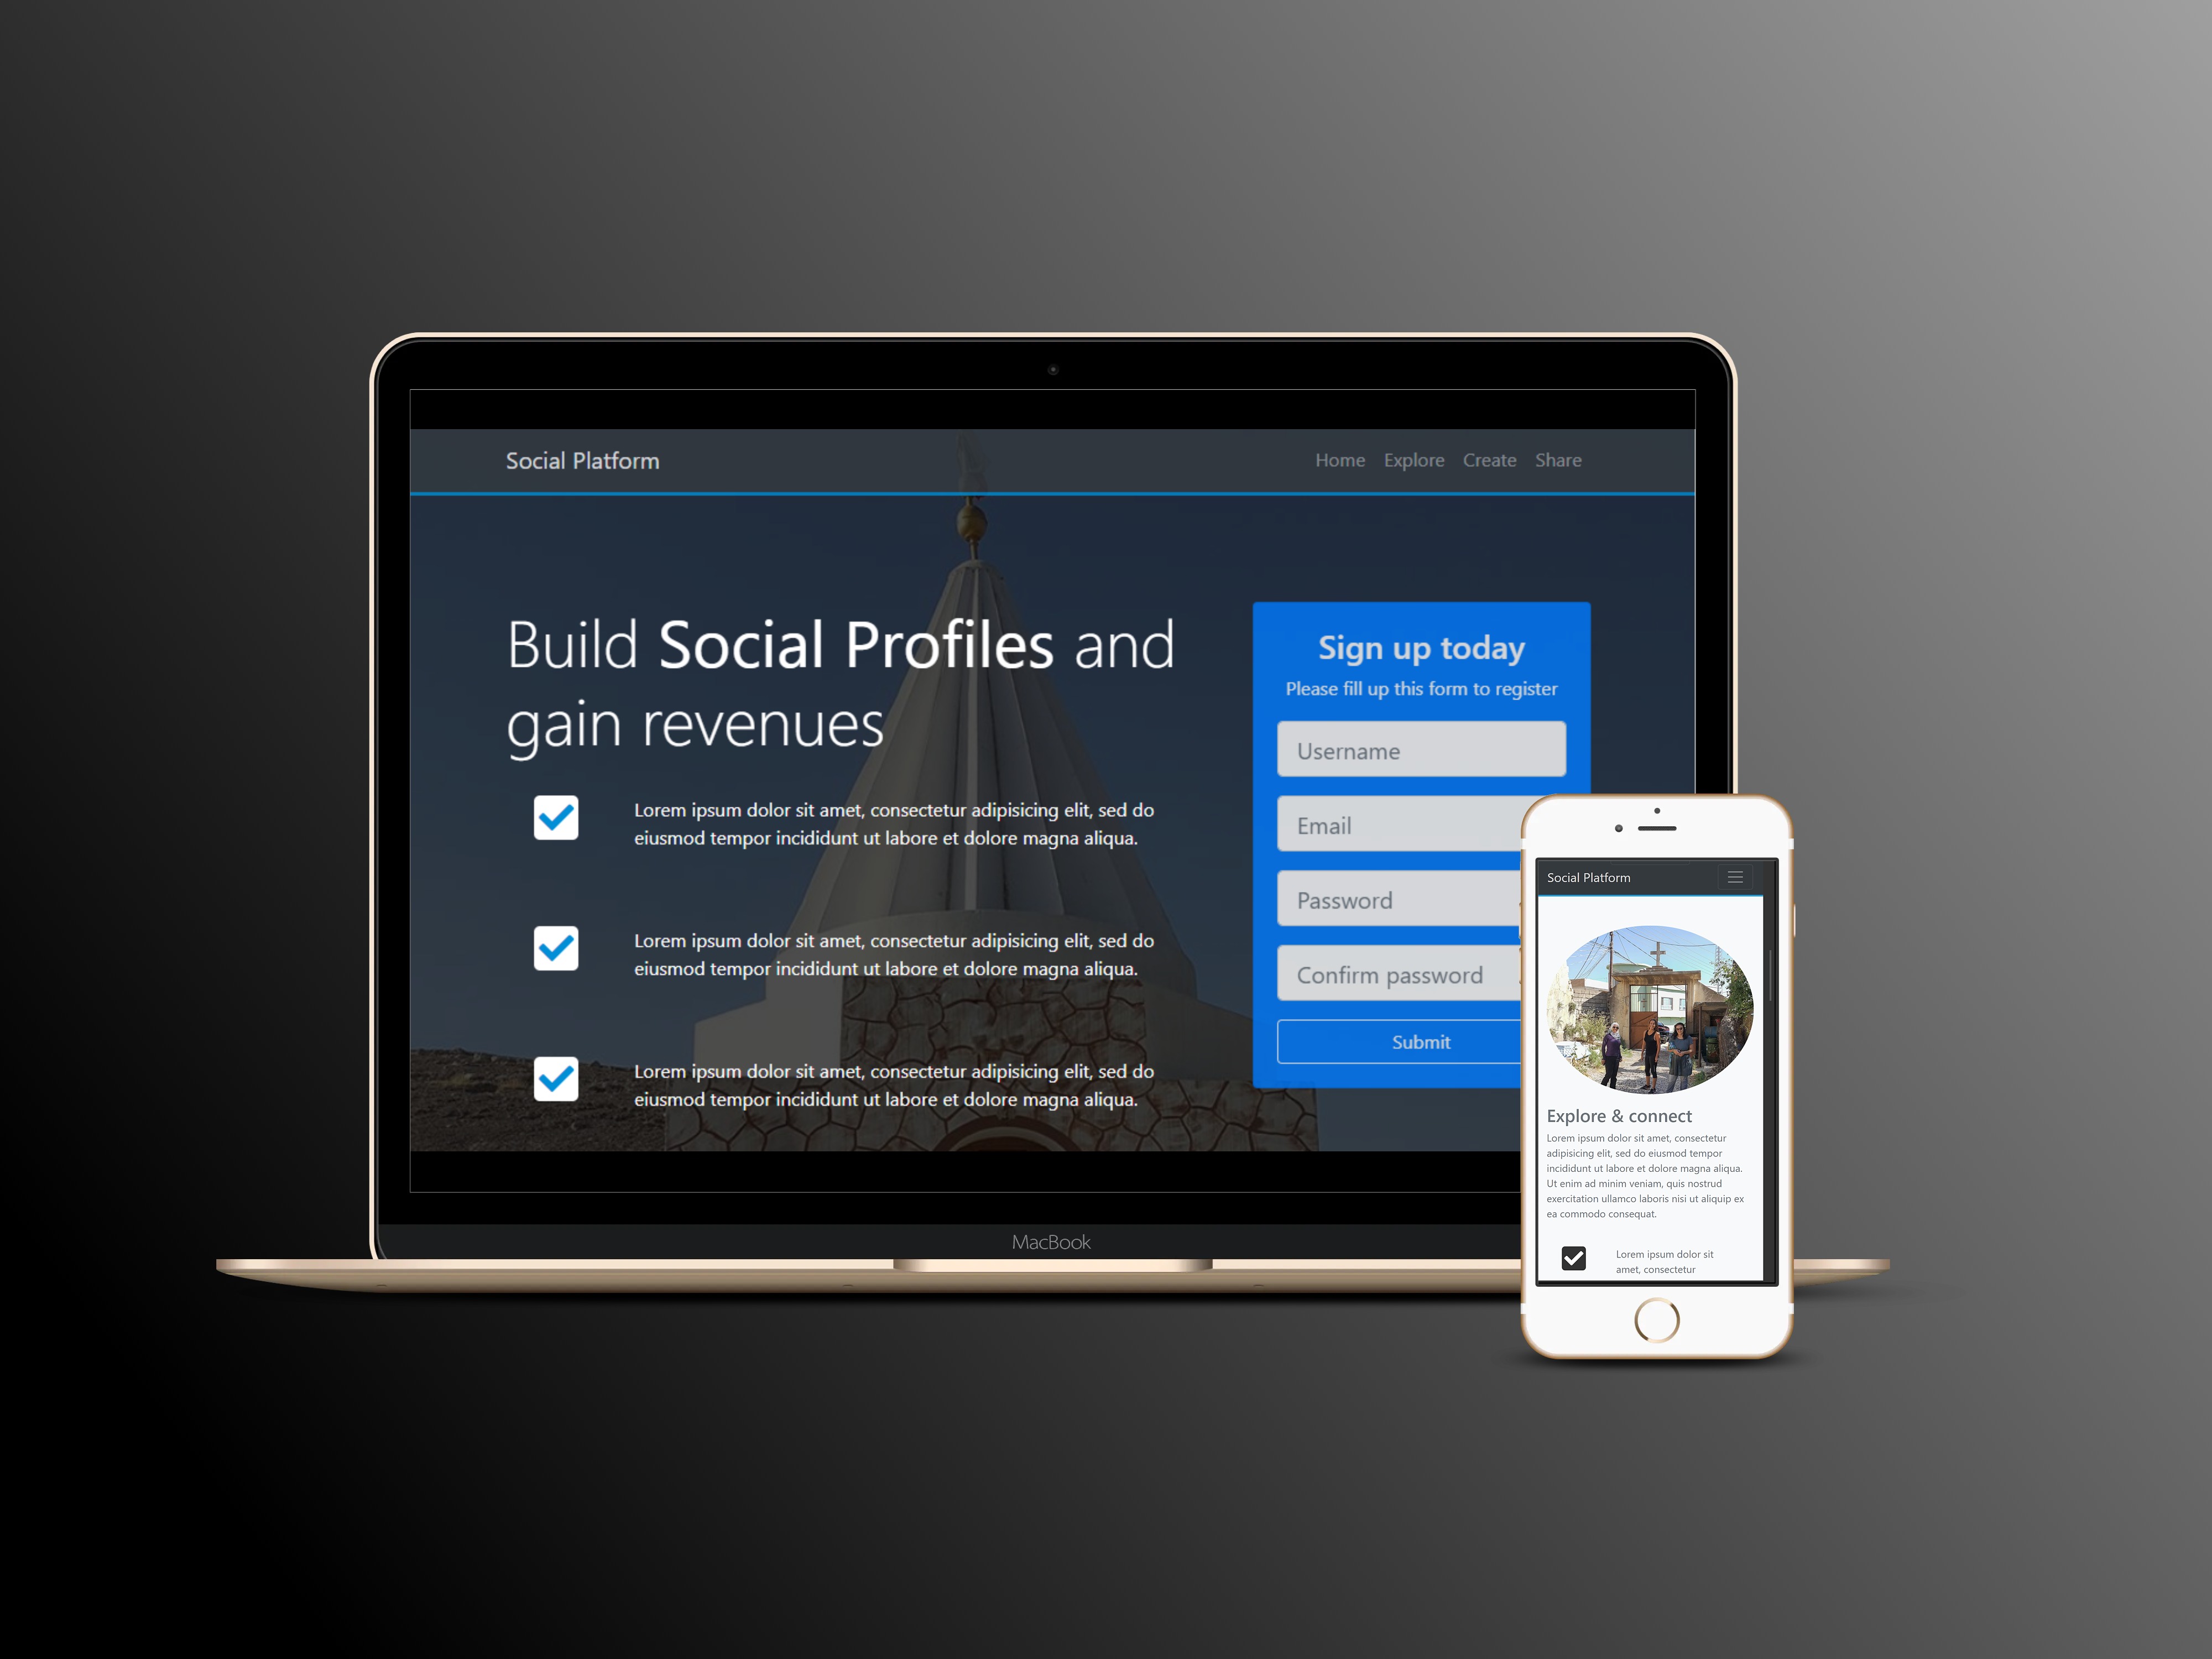 Social Platform
Home Explore Create Share
Build Social Profiles and
gain revenues
Lorem ipsum dolor sit amet, consectetur adipisicing elit, sed do
eiusmod tempor incididunt ut labore et dolore magna aliqua.
Lorem ipsum dolor sit amet, consectetur adipisicing elit, sed do
eiusmod tempor incididunt ut labore et dolore magna aliqua.
Lorem ipsum dolor sit amet, consectetur adipisicing elit, sed do
eiusmod tempor incididunt ut labore et dolore magna aliqua.
Sign up today
Please fill up this form to register
Username
Email
Password
Confirm password
Submit
MacBook
Social Platform
Explore & connect
Lorem ipsum dolor sit amet, consectetur
adipisicing elit, sed do eiusmod tempor
incididunt ut labore et dolore magna aliqua.
Ut enim ad minim veniam, quis nostrud
exercitation ullamco laboris nisi ut aliquip ex
ea commodo consequat.
Lorem ipsum dolor sit
amet, consectetur